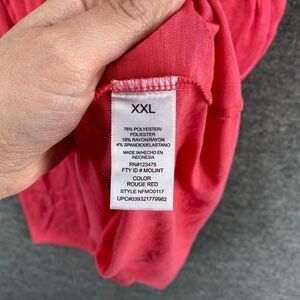 XXL
78% POLYESTER/
POLIESTER
18% RAYON/RAYON
4% SPANDEX/ELASTANO
MADE IN/HECHO EN
INDONESIA
RN#123475
FTY ID # MOLINT
COLOR
ROUGE RED
STYLE NFMO0117
UPC#039321779982